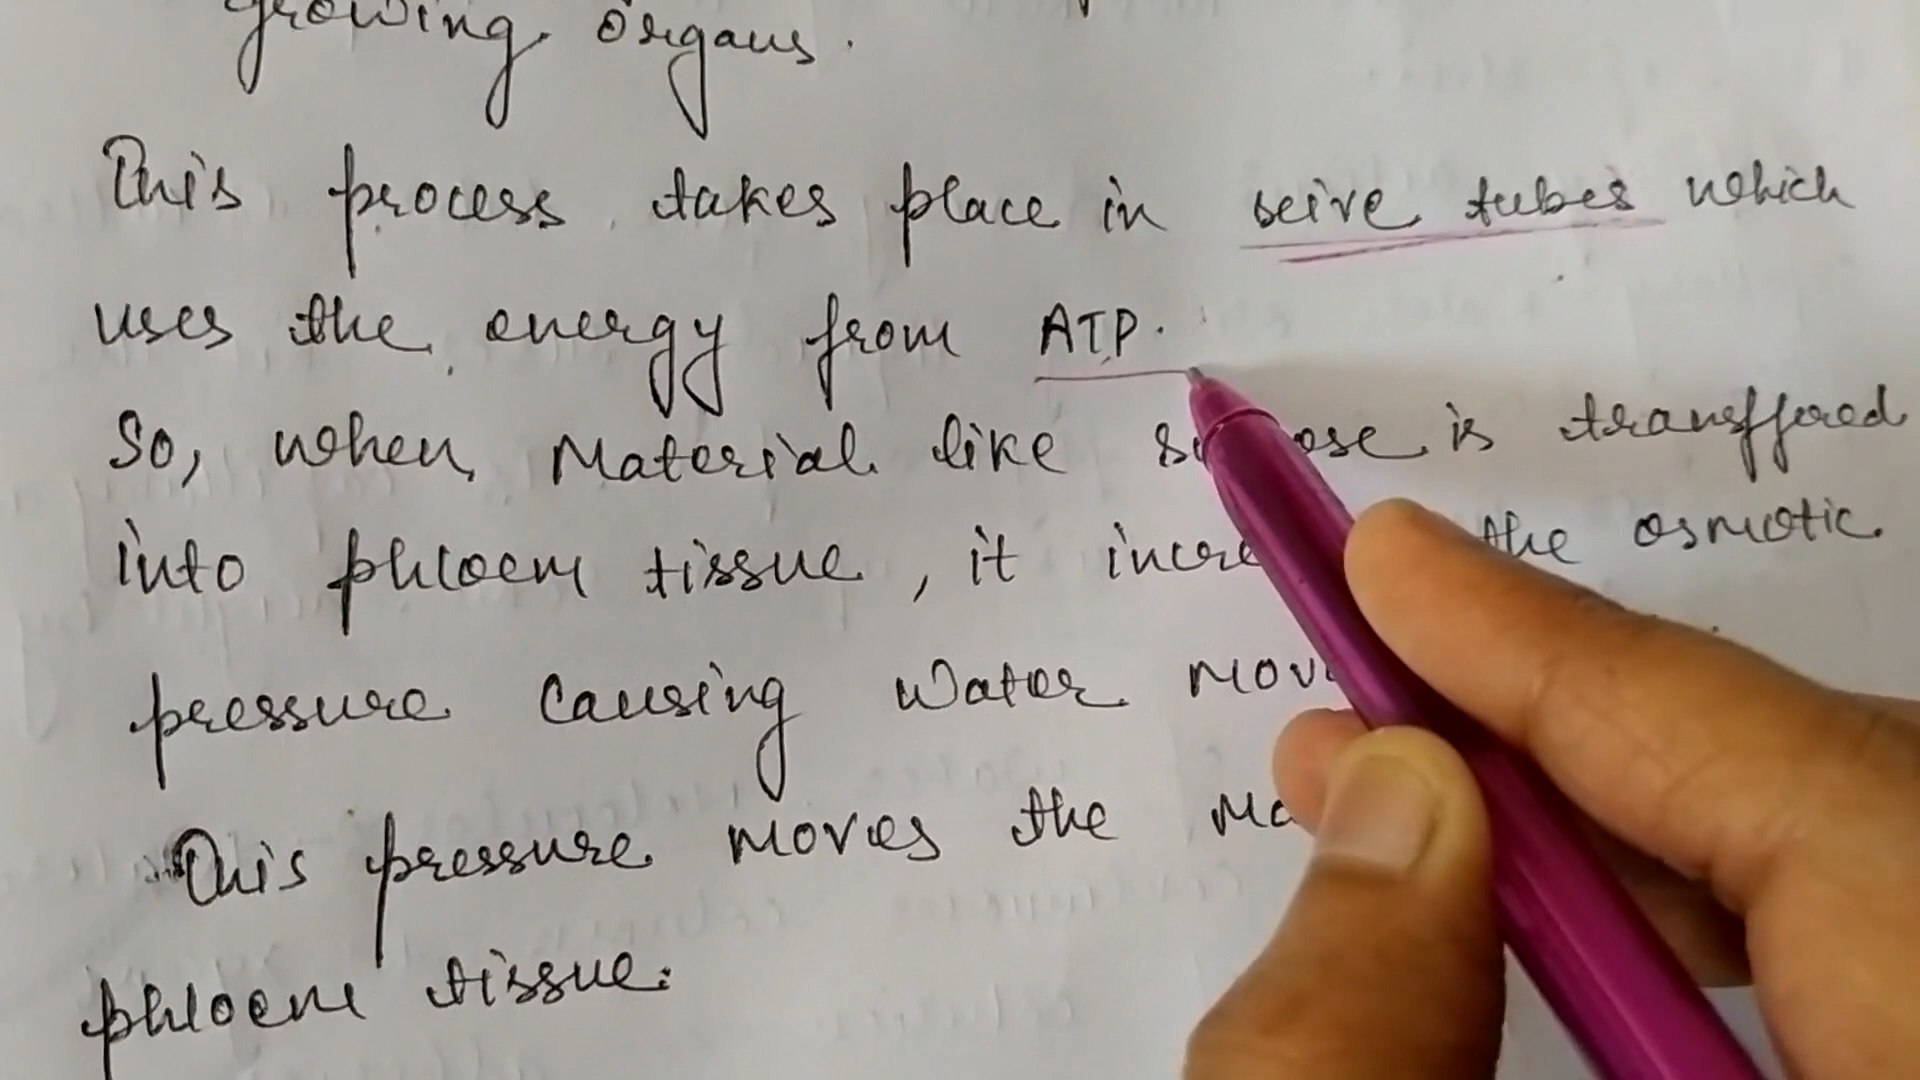 growing organs.
This process takes place in seive tubes which
uses the energy from ATP.
So, when Material like is transffered
into phloem tissue, it the osmotic
pressure causing water
This pressure moves the
phloem tissue.